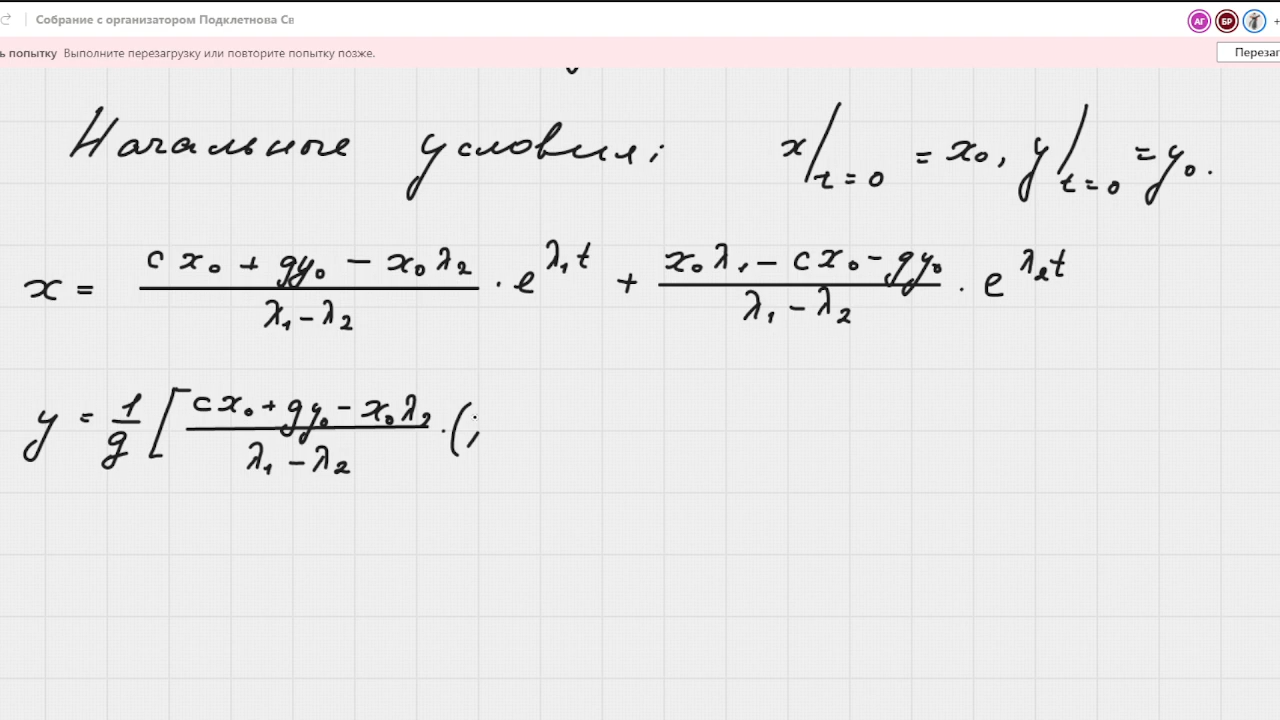 Собрание с организатором Подклетнова Св
АГ БР +
ь попытку Выполните перезагрузку или повторите попытку позже. Перезаг
Начальные условия: x/t=0 = x₀, y/t=0 = y₀.
x = (cx₀ + gy₀ − x₀λ₂)/(λ₁ − λ₂) · e^(λ₁t) + (x₀λ₁ − cx₀ − gy₀)/(λ₁ − λ₂) · e^(λ₂t)
y = 1/g [ (cx₀ + gy₀ − x₀λ₂)/(λ₁ − λ₂) · (